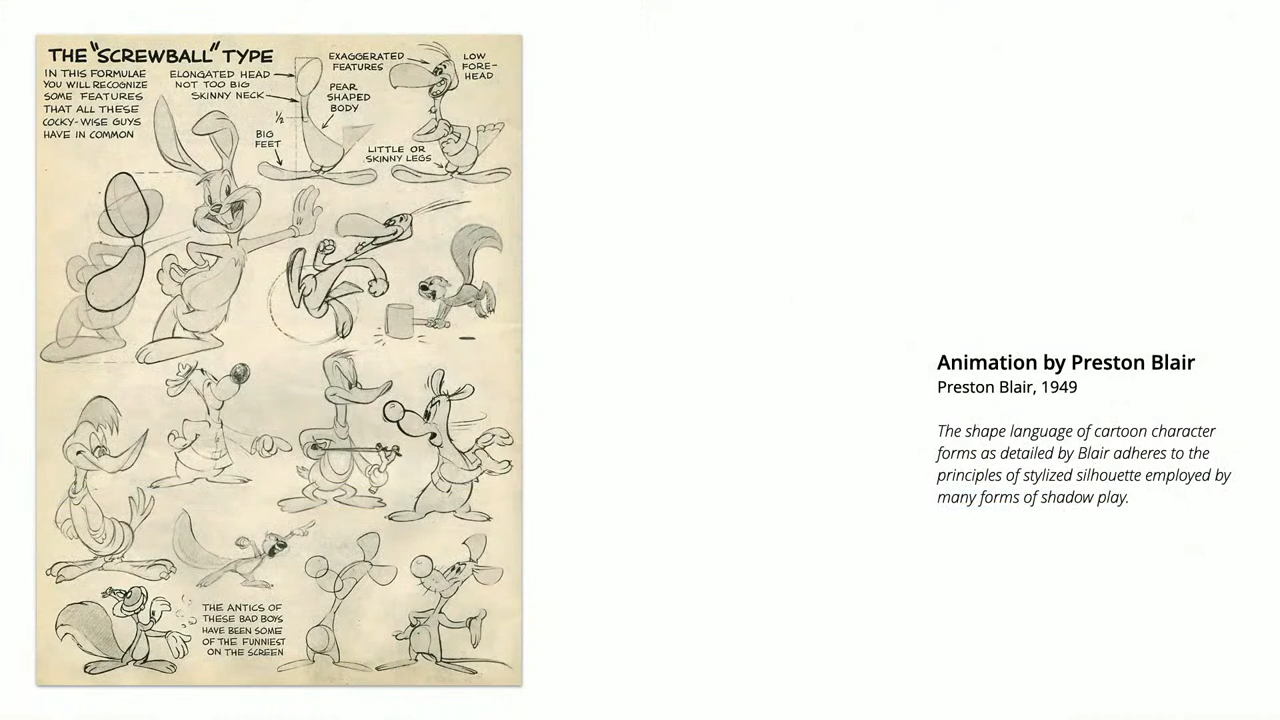 THE "SCREWBALL" TYPE
IN THIS FORMULAE
YOU WILL RECOGNIZE
SOME FEATURES
THAT ALL THESE
COCKY-WISE GUYS
HAVE IN COMMON
ELONGATED HEAD
NOT TOO BIG
SKINNY NECK
EXAGGERATED
FEATURES
LOW
FORE-
HEAD
PEAR
SHAPED
BODY
1/2
BIG
FEET
LITTLE OR
SKINNY LEGS
THE ANTICS OF
THESE BAD BOYS
HAVE BEEN SOME
OF THE FUNNIEST
ON THE SCREEN
Animation by Preston Blair
Preston Blair, 1949
The shape language of cartoon character
forms as detailed by Blair adheres to the
principles of stylized silhouette employed by
many forms of shadow play.